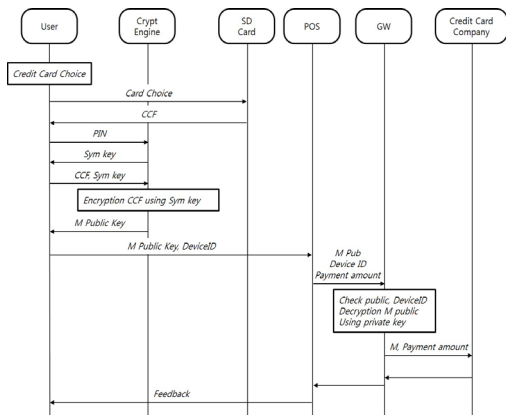 User
Crypt
Engine
SD
Card
POS
GW
Credit Card
Company
Credit Card Choice
Card Choice
CCF
PIN
Sym key
CCF, Sym key
Encryption CCF using Sym key
M Public Key
M Public Key, DeviceID
M Pub
Device ID
Payment amount
Check public, DeviceID
Decryption M public
Using private key
M, Payment amount
Feedback